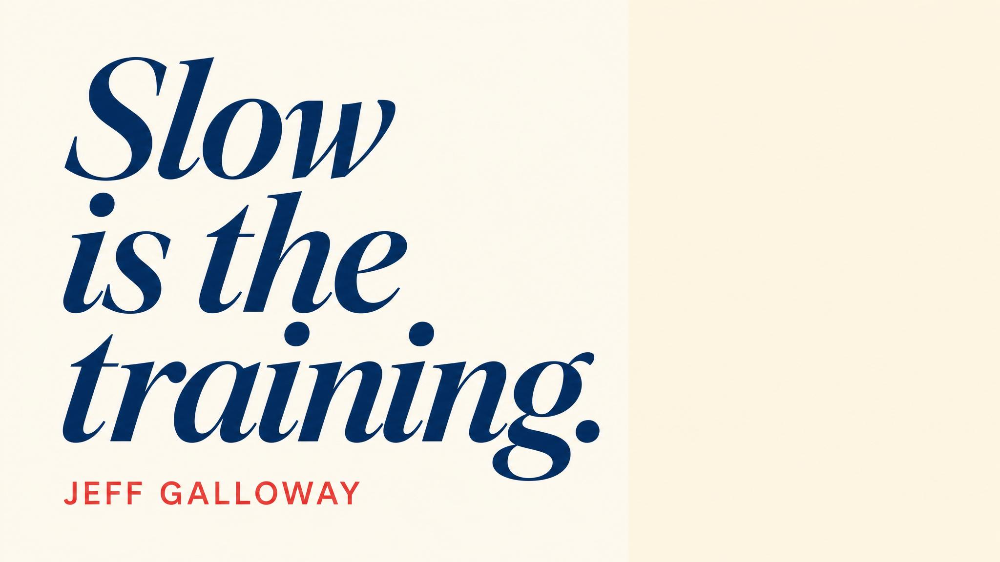 Slow
is the
training.
JEFF GALLOWAY